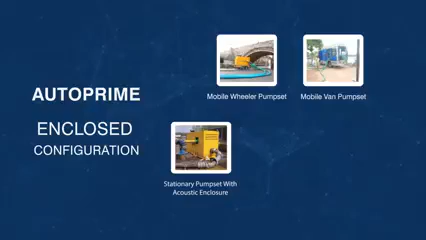 AUTOPRIME
ENCLOSED
CONFIGURATION
Mobile Wheeler Pumpset
Mobile Van Pumpset
Stationary Pumpset With
Acoustic Enclosure